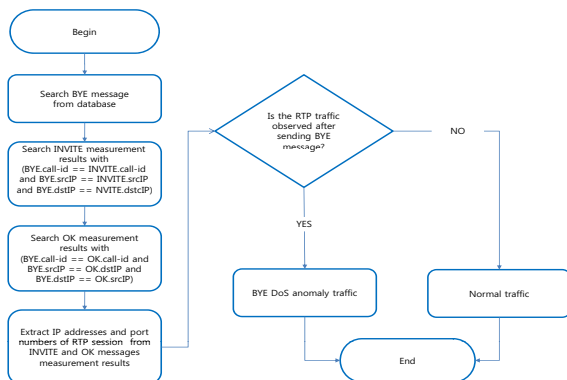 Begin
Search BYE message
from database
Search INVITE measurement
results with
(BYE.call-id == INVITE.call-id
and BYE.srcIP == INVITE.srcIP
and BYE.dstIP == NVITE.dstcIP)
Search OK measurement
results with
(BYE.call-id == OK.call-id and
BYE.srcIP == OK.dstIP and
BYE.dstIP == OK.srcIP)
Extract IP addresses and port
numbers of RTP session from
INVITE and OK messages
measurement results
Is the RTP traffic
observed after
sending BYE
message?
NO
YES
BYE DoS anomaly traffic
Normal traffic
End